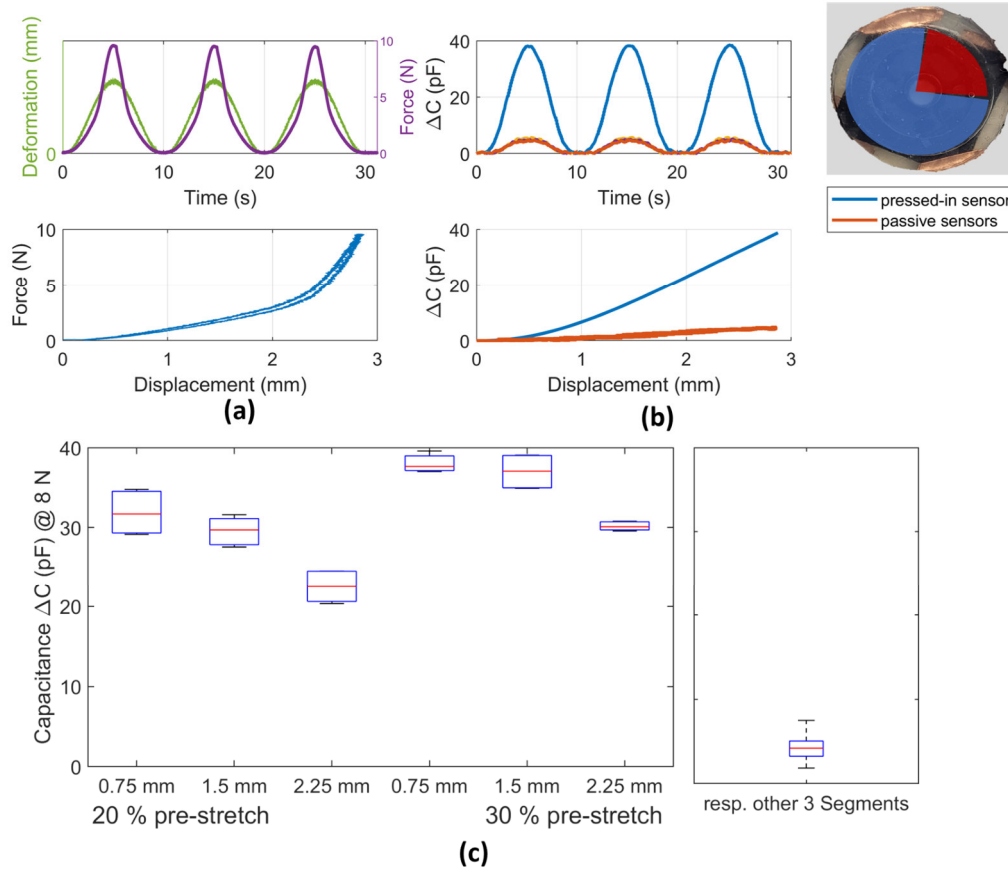 Deformation (mm)
0
10
5
0
Force (N)
0 10 20 30
Time (s)
ΔC (pF)
40
20
0
0 10 20 30
Time (s)
pressed-in sensor
passive sensors
Force (N)
10
5
0
0 1 2 3
Displacement (mm)
(a)
ΔC (pF)
40
20
0
0 1 2 3
Displacement (mm)
(b)
Capacitance ΔC (pF) @ 8 N
40
30
20
10
0
0.75 mm 1.5 mm 2.25 mm 0.75 mm 1.5 mm 2.25 mm
20 % pre-stretch 30 % pre-stretch
resp. other 3 Segments
(c)